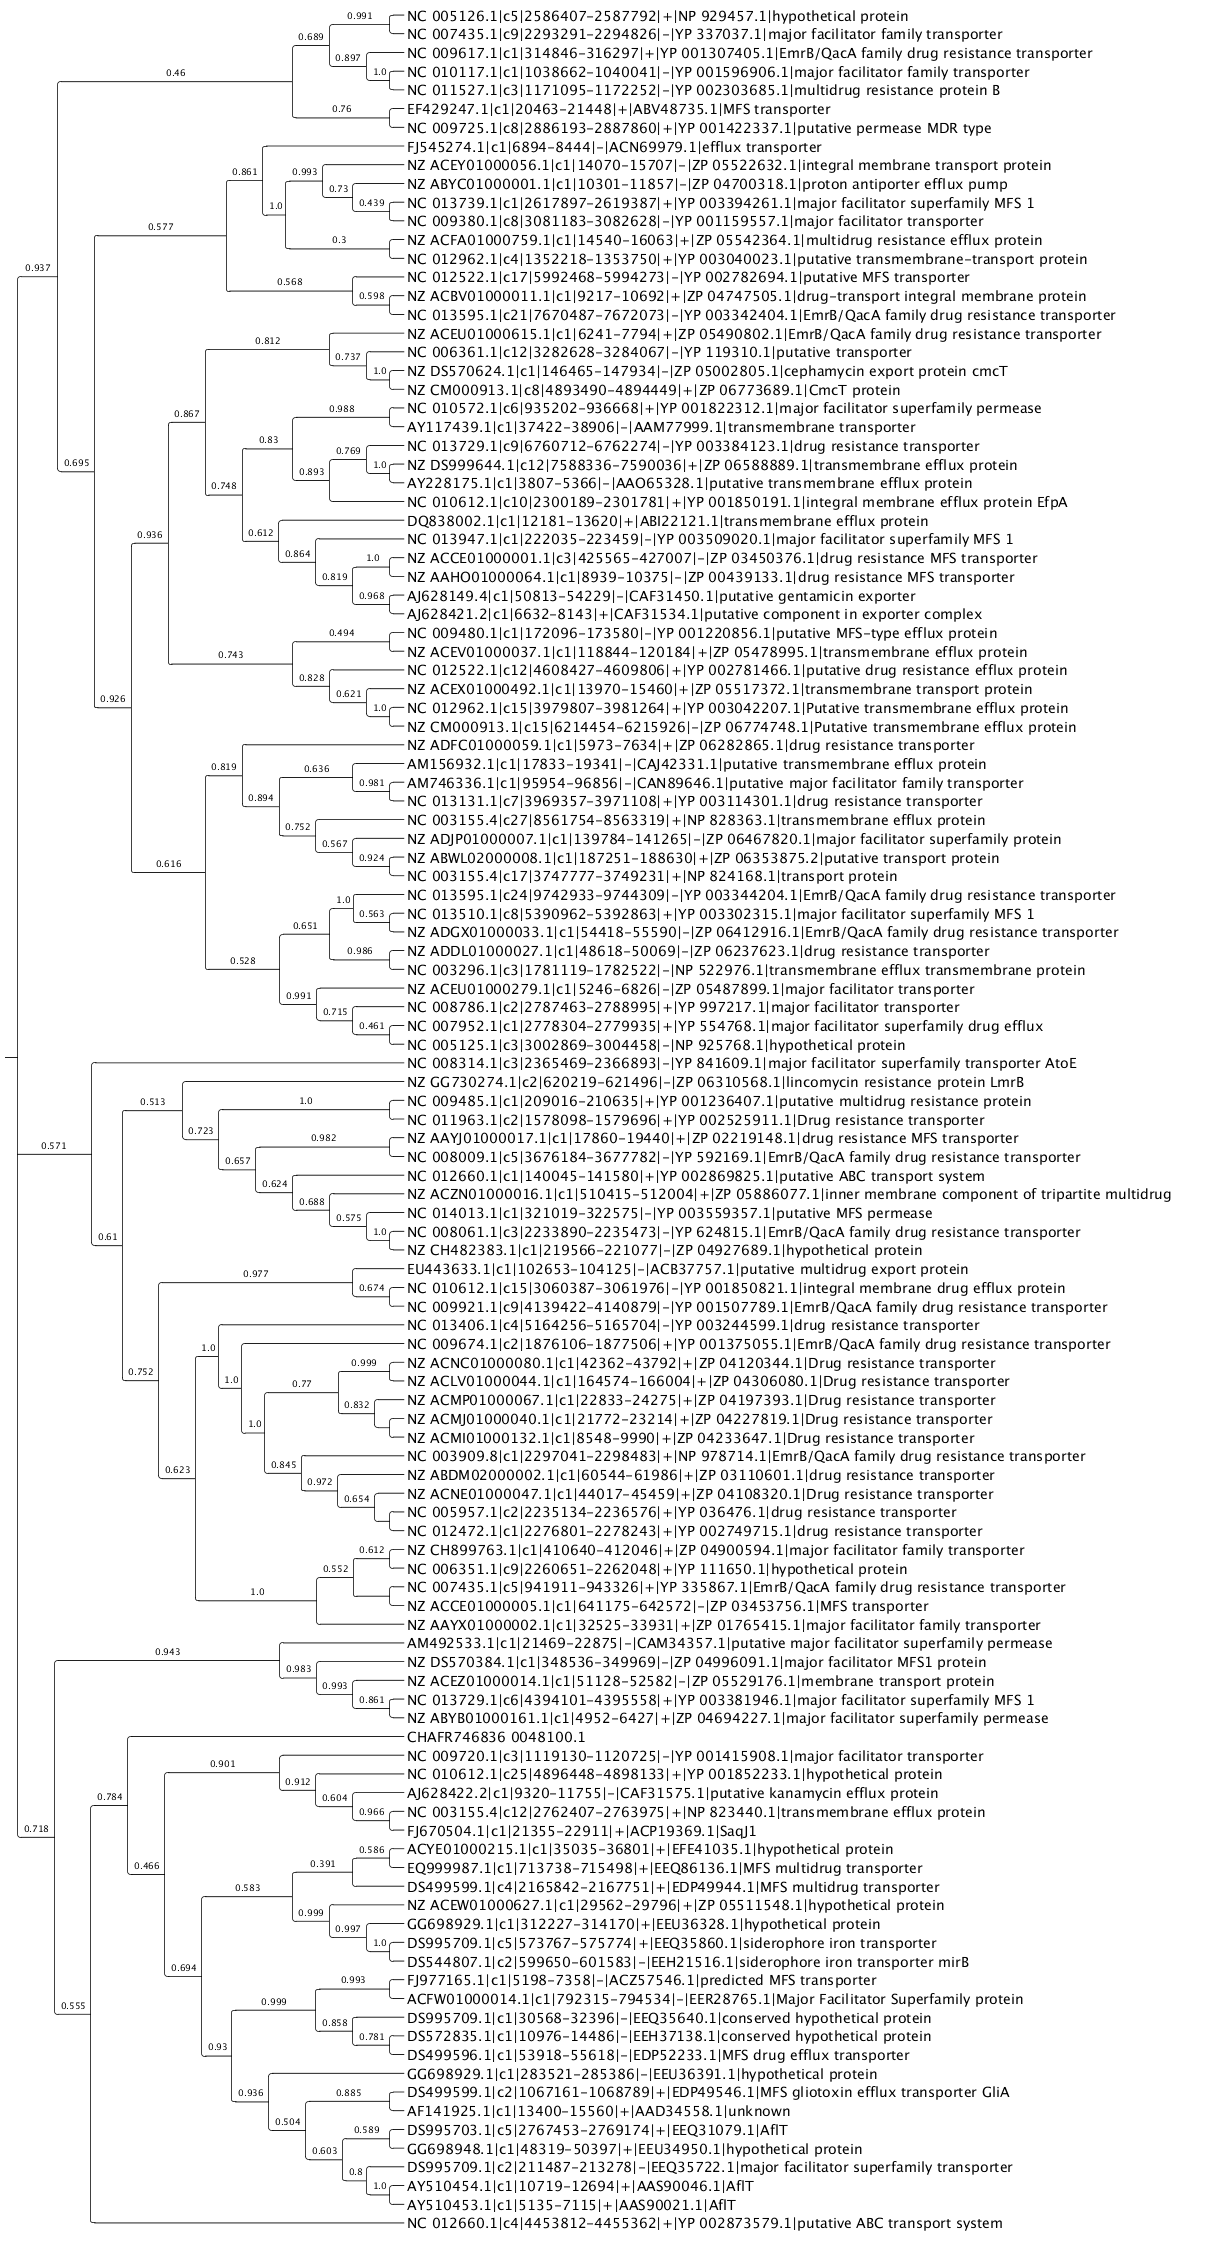 0.991
NC 005126.1|c5|2586407-2587792|+|NP 929457.1|hypothetical protein
0.689
NC 007435.1|c9|2293291-2294826|-|YP 337037.1|major facilitator family transporter
0.897
NC 009617.1|c1|314846-316297|+|YP 001307405.1|EmrB/QacA family drug resistance transporter
0.46
1.0
NC 010117.1|c1|1038662-1040041|-|YP 001596906.1|major facilitator family transporter
NC 011527.1|c3|1171095-1172252|-|YP 002303685.1|multidrug resistance protein B
0.76
EF429247.1|c1|20463-21448|+|ABV48735.1|MFS transporter
NC 009725.1|c8|2886193-2887860|+|YP 001422337.1|putative permease MDR type
FJ545274.1|c1|6894-8444|-|ACN69979.1|efflux transporter
0.861
0.993
NZ ACEY01000056.1|c1|14070-15707|-|ZP 05522632.1|integral membrane transport protein
0.73
NZ ABYC01000001.1|c1|10301-11857|-|ZP 04700318.1|proton antiporter efflux pump
1.0
0.439
NC 013739.1|c1|2617897-2619387|+|YP 003394261.1|major facilitator superfamily MFS 1
NC 009380.1|c8|3081183-3082628|-|YP 001159557.1|major facilitator transporter
0.577
0.3
NZ ACFA01000759.1|c1|14540-16063|+|ZP 05542364.1|multidrug resistance efflux protein
NC 012962.1|c4|1352218-1353750|+|YP 003040023.1|putative transmembrane-transport protein
0.937
0.568
NC 012522.1|c17|5992468-5994273|-|YP 002782694.1|putative MFS transporter
0.598
NZ ACBV01000011.1|c1|9217-10692|+|ZP 04747505.1|drug-transport integral membrane protein
NC 013595.1|c21|7670487-7672073|-|YP 003342404.1|EmrB/QacA family drug resistance transporter
0.812
NZ ACEU01000615.1|c1|6241-7794|+|ZP 05490802.1|EmrB/QacA family drug resistance transporter
0.737
NC 006361.1|c12|3282628-3284067|-|YP 119310.1|putative transporter
1.0
NZ DS570624.1|c1|146465-147934|-|ZP 05002805.1|cephamycin export protein cmcT
NZ CM000913.1|c8|4893490-4894449|+|ZP 06773689.1|CmcT protein
0.867
0.988
NC 010572.1|c6|935202-936668|+|YP 001822312.1|major facilitator superfamily permease
AY117439.1|c1|37422-38906|-|AAM77999.1|transmembrane transporter
0.83
0.769
NC 013729.1|c9|6760712-6762274|-|YP 003384123.1|drug resistance transporter
0.695
0.893
1.0
NZ DS999644.1|c12|7588336-7590036|+|ZP 06588889.1|transmembrane efflux protein
AY228175.1|c1|3807-5366|-|AAO65328.1|putative transmembrane efflux protein
0.748
NC 010612.1|c10|2300189-2301781|+|YP 001850191.1|integral membrane efflux protein EfpA
DQ838002.1|c1|12181-13620|+|ABI22121.1|transmembrane efflux protein
0.936
0.612
NC 013947.1|c1|222035-223459|-|YP 003509020.1|major facilitator superfamily MFS 1
0.864
1.0
NZ ACCE01000001.1|c3|425565-427007|-|ZP 03450376.1|drug resistance MFS transporter
0.819
NZ AAHO01000064.1|c1|8939-10375|-|ZP 00439133.1|drug resistance MFS transporter
0.968
AJ628149.4|c1|50813-54229|-|CAF31450.1|putative gentamicin exporter
AJ628421.2|c1|6632-8143|+|CAF31534.1|putative component in exporter complex
0.494
NC 009480.1|c1|172096-173580|-|YP 001220856.1|putative MFS-type efflux protein
0.743
NZ ACEV01000037.1|c1|118844-120184|+|ZP 05478995.1|transmembrane efflux protein
0.828
NC 012522.1|c12|4608427-4609806|+|YP 002781466.1|putative drug resistance efflux protein
0.621
NZ ACEX01000492.1|c1|13970-15460|+|ZP 05517372.1|transmembrane transport protein
0.926
1.0
NC 012962.1|c15|3979807-3981264|+|YP 003042207.1|Putative transmembrane efflux protein
NZ CM000913.1|c15|6214454-6215926|-|ZP 06774748.1|Putative transmembrane efflux protein
NZ ADFC01000059.1|c1|5973-7634|+|ZP 06282865.1|drug resistance transporter
0.819
0.636
AM156932.1|c1|17833-19341|-|CAJ42331.1|putative transmembrane efflux protein
0.981
AM746336.1|c1|95954-96856|-|CAN89646.1|putative major facilitator family transporter
0.894
NC 013131.1|c7|3969357-3971108|+|YP 003114301.1|drug resistance transporter
0.752
NC 003155.4|c27|8561754-8563319|+|NP 828363.1|transmembrane efflux protein
0.567
NZ ADJP01000007.1|c1|139784-141265|-|ZP 06467820.1|major facilitator superfamily protein
0.616
0.924
NZ ABWL02000008.1|c1|187251-188630|+|ZP 06353875.2|putative transport protein
NC 003155.4|c17|3747777-3749231|+|NP 824168.1|transport protein
1.0
NC 013595.1|c24|9742933-9744309|-|YP 003344204.1|EmrB/QacA family drug resistance transporter
0.563
NC 013510.1|c8|5390962-5392863|+|YP 003302315.1|major facilitator superfamily MFS 1
0.651
NZ ADGX01000033.1|c1|54418-55590|-|ZP 06412916.1|EmrB/QacA family drug resistance transporter
0.986
NZ ADDL01000027.1|c1|48618-50069|-|ZP 06237623.1|drug resistance transporter
0.528
NC 003296.1|c3|1781119-1782522|-|NP 522976.1|transmembrane efflux transmembrane protein
0.991
NZ ACEU01000279.1|c1|5246-6826|-|ZP 05487899.1|major facilitator transporter
0.715
NC 008786.1|c2|2787463-2788995|+|YP 997217.1|major facilitator transporter
0.461
NC 007952.1|c1|2778304-2779935|+|YP 554768.1|major facilitator superfamily drug efflux
NC 005125.1|c3|3002869-3004458|-|NP 925768.1|hypothetical protein
NC 008314.1|c3|2365469-2366893|-|YP 841609.1|major facilitator superfamily transporter AtoE
0.513
NZ GG730274.1|c2|620219-621496|-|ZP 06310568.1|lincomycin resistance protein LmrB
1.0
NC 009485.1|c1|209016-210635|+|YP 001236407.1|putative multidrug resistance protein
0.723
NC 011963.1|c2|1578098-1579696|+|YP 002525911.1|Drug resistance transporter
0.571
0.982
NZ AAYJ01000017.1|c1|17860-19440|+|ZP 02219148.1|drug resistance MFS transporter
0.657
NC 008009.1|c5|3676184-3677782|-|YP 592169.1|EmrB/QacA family drug resistance transporter
0.624
NC 012660.1|c1|140045-141580|+|YP 002869825.1|putative ABC transport system
0.688
NZ ACZN01000016.1|c1|510415-512004|+|ZP 05886077.1|inner membrane component of tripartite multidrug
0.575
NC 014013.1|c1|321019-322575|-|YP 003559357.1|putative MFS permease
0.61
1.0
NC 008061.1|c3|2233890-2235473|-|YP 624815.1|EmrB/QacA family drug resistance transporter
NZ CH482383.1|c1|219566-221077|-|ZP 04927689.1|hypothetical protein
0.977
EU443633.1|c1|102653-104125|-|ACB37757.1|putative multidrug export protein
0.674
NC 010612.1|c15|3060387-3061976|-|YP 001850821.1|integral membrane drug efflux protein
NC 009921.1|c9|4139422-4140879|-|YP 001507789.1|EmrB/QacA family drug resistance transporter
NC 013406.1|c4|5164256-5165704|-|YP 003244599.1|drug resistance transporter
1.0
NC 009674.1|c2|1876106-1877506|+|YP 001375055.1|EmrB/QacA family drug resistance transporter
0.752
0.999
NZ ACNC01000080.1|c1|42362-43792|+|ZP 04120344.1|Drug resistance transporter
1.0
0.77
NZ ACLV01000044.1|c1|164574-166004|+|ZP 04306080.1|Drug resistance transporter
0.832
NZ ACMP01000067.1|c1|22833-24275|+|ZP 04197393.1|Drug resistance transporter
1.0
NZ ACMJ01000040.1|c1|21772-23214|+|ZP 04227819.1|Drug resistance transporter
NZ ACMI01000132.1|c1|8548-9990|+|ZP 04233647.1|Drug resistance transporter
0.845
NC 003909.8|c1|2297041-2298483|+|NP 978714.1|EmrB/QacA family drug resistance transporter
0.623
0.972
NZ ABDM02000002.1|c1|60544-61986|+|ZP 03110601.1|drug resistance transporter
0.654
NZ ACNE01000047.1|c1|44017-45459|+|ZP 04108320.1|Drug resistance transporter
NC 005957.1|c2|2235134-2236576|+|YP 036476.1|drug resistance transporter
NC 012472.1|c1|2276801-2278243|+|YP 002749715.1|drug resistance transporter
0.612
NZ CH899763.1|c1|410640-412046|+|ZP 04900594.1|major facilitator family transporter
0.552
NC 006351.1|c9|2260651-2262048|+|YP 111650.1|hypothetical protein
1.0
NC 007435.1|c5|941911-943326|+|YP 335867.1|EmrB/QacA family drug resistance transporter
NZ ACCE01000005.1|c1|641175-642572|-|ZP 03453756.1|MFS transporter
NZ AAYX01000002.1|c1|32525-33931|+|ZP 01765415.1|major facilitator family transporter
0.943
AM492533.1|c1|21469-22875|-|CAM34357.1|putative major facilitator superfamily permease
0.983
NZ DS570384.1|c1|348536-349969|-|ZP 04996091.1|major facilitator MFS1 protein
0.993
NZ ACEZ01000014.1|c1|51128-52582|-|ZP 05529176.1|membrane transport protein
0.861
NC 013729.1|c6|4394101-4395558|+|YP 003381946.1|major facilitator superfamily MFS 1
NZ ABYB01000161.1|c1|4952-6427|+|ZP 04694227.1|major facilitator superfamily permease
CHAFR746836 0048100.1
0.901
NC 009720.1|c3|1119130-1120725|-|YP 001415908.1|major facilitator transporter
0.912
NC 010612.1|c25|4896448-4898133|+|YP 001852233.1|hypothetical protein
0.784
0.604
AJ628422.2|c1|9320-11755|-|CAF31575.1|putative kanamycin efflux protein
0.966
NC 003155.4|c12|2762407-2763975|+|NP 823440.1|transmembrane efflux protein
0.718
FJ670504.1|c1|21355-22911|+|ACP19369.1|SaqJ1
0.586
ACYE01000215.1|c1|35035-36801|+|EFE41035.1|hypothetical protein
0.466
0.391
EQ999987.1|c1|713738-715498|+|EEQ86136.1|MFS multidrug transporter
DS499599.1|c4|2165842-2167751|+|EDP49944.1|MFS multidrug transporter
0.583
NZ ACEW01000627.1|c1|29562-29796|+|ZP 05511548.1|hypothetical protein
0.999
GG698929.1|c1|312227-314170|+|EEU36328.1|hypothetical protein
0.997
1.0
DS995709.1|c5|573767-575774|+|EEQ35860.1|siderophore iron transporter
DS544807.1|c2|599650-601583|-|EEH21516.1|siderophore iron transporter mirB
0.694
0.993
FJ977165.1|c1|5198-7358|-|ACZ57546.1|predicted MFS transporter
ACFW01000014.1|c1|792315-794534|-|EER28765.1|Major Facilitator Superfamily protein
0.555
0.999
DS995709.1|c1|30568-32396|-|EEQ35640.1|conserved hypothetical protein
0.858
0.781
DS572835.1|c1|10976-14486|-|EEH37138.1|conserved hypothetical protein
0.93
DS499596.1|c1|53918-55618|-|EDP52233.1|MFS drug efflux transporter
GG698929.1|c1|283521-285386|-|EEU36391.1|hypothetical protein
0.936
0.885
DS499599.1|c2|1067161-1068789|+|EDP49546.1|MFS gliotoxin efflux transporter GliA
AF141925.1|c1|13400-15560|+|AAD34558.1|unknown
0.504
0.589
DS995703.1|c5|2767453-2769174|+|EEQ31079.1|AflT
0.603
GG698948.1|c1|48319-50397|+|EEU34950.1|hypothetical protein
0.8
DS995709.1|c2|211487-213278|-|EEQ35722.1|major facilitator superfamily transporter
1.0
AY510454.1|c1|10719-12694|+|AAS90046.1|AflT
AY510453.1|c1|5135-7115|+|AAS90021.1|AflT
NC 012660.1|c4|4453812-4455362|+|YP 002873579.1|putative ABC transport system